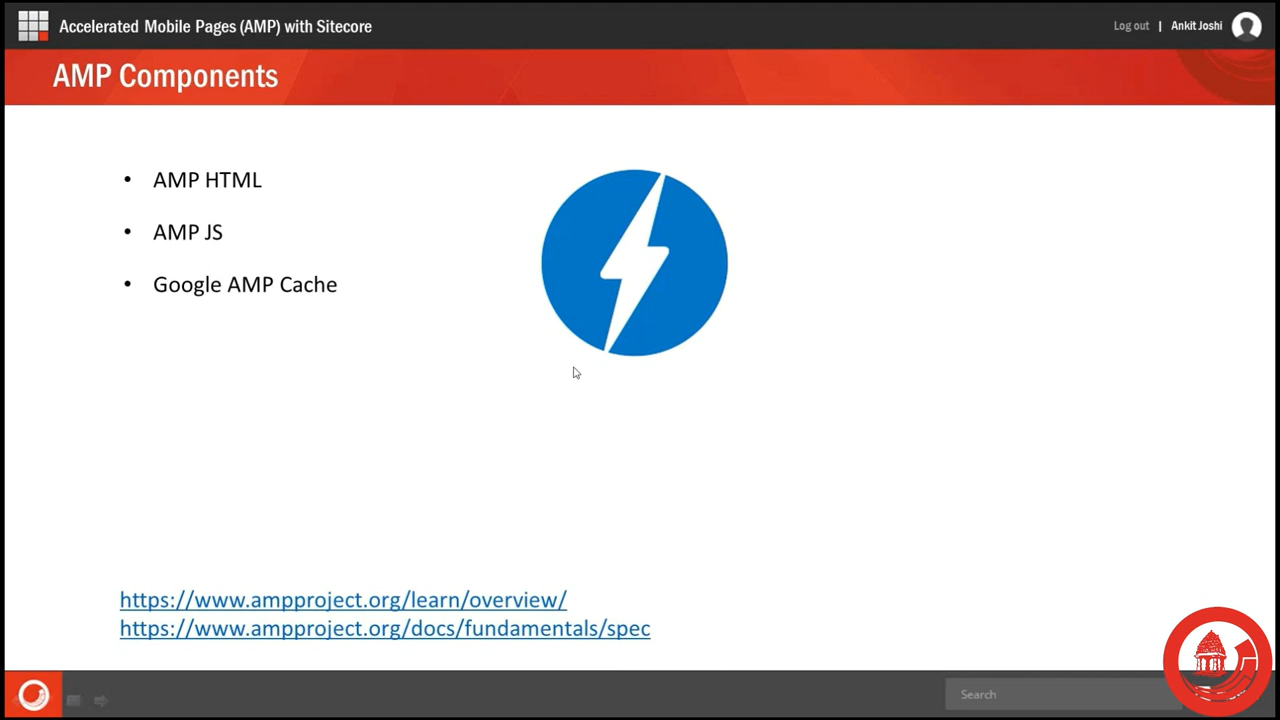 Accelerated Mobile Pages (AMP) with Sitecore
Log out | Ankit Joshi
AMP Components
• AMP HTML
• AMP JS
• Google AMP Cache
https://www.ampproject.org/learn/overview/
https://www.ampproject.org/docs/fundamentals/spec
Search